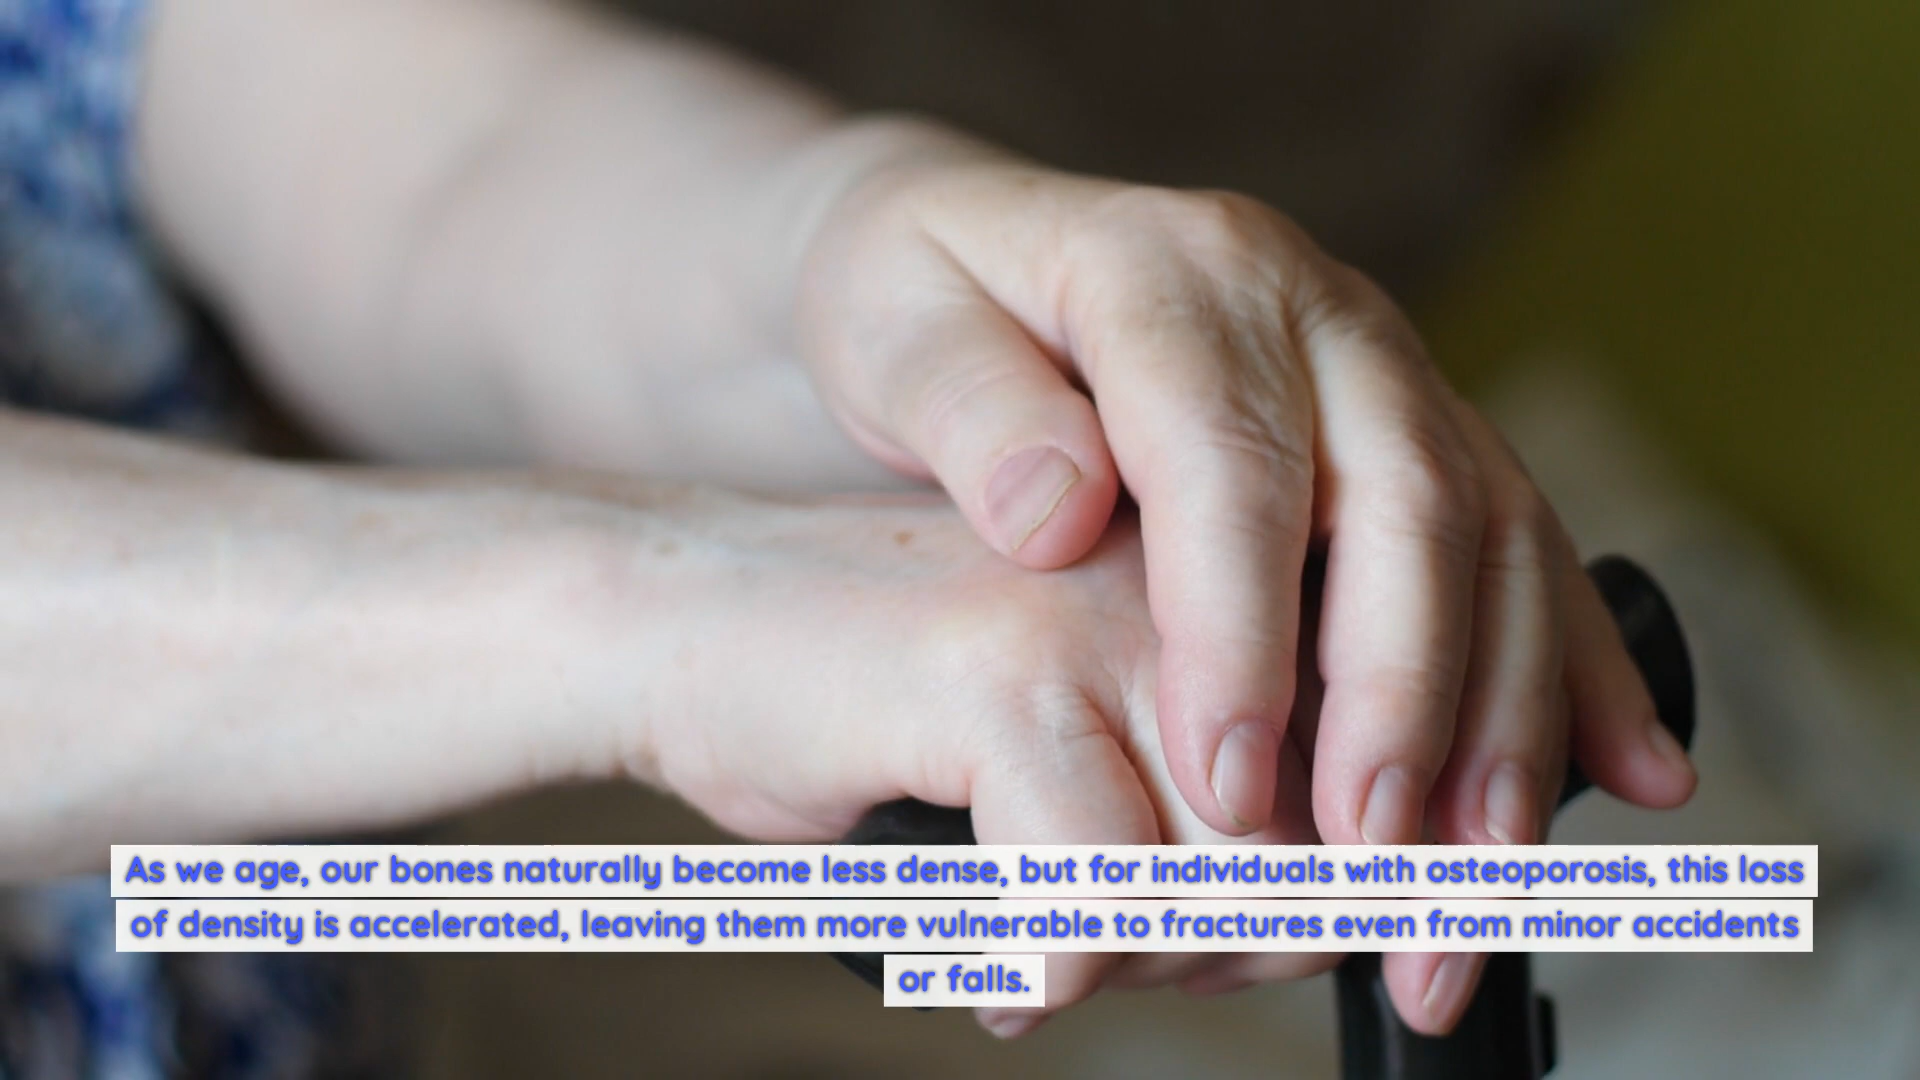 As we age, our bones naturally become less dense, but for individuals with osteoporosis, this loss
of density is accelerated, leaving them more vulnerable to fractures even from minor accidents
or falls.